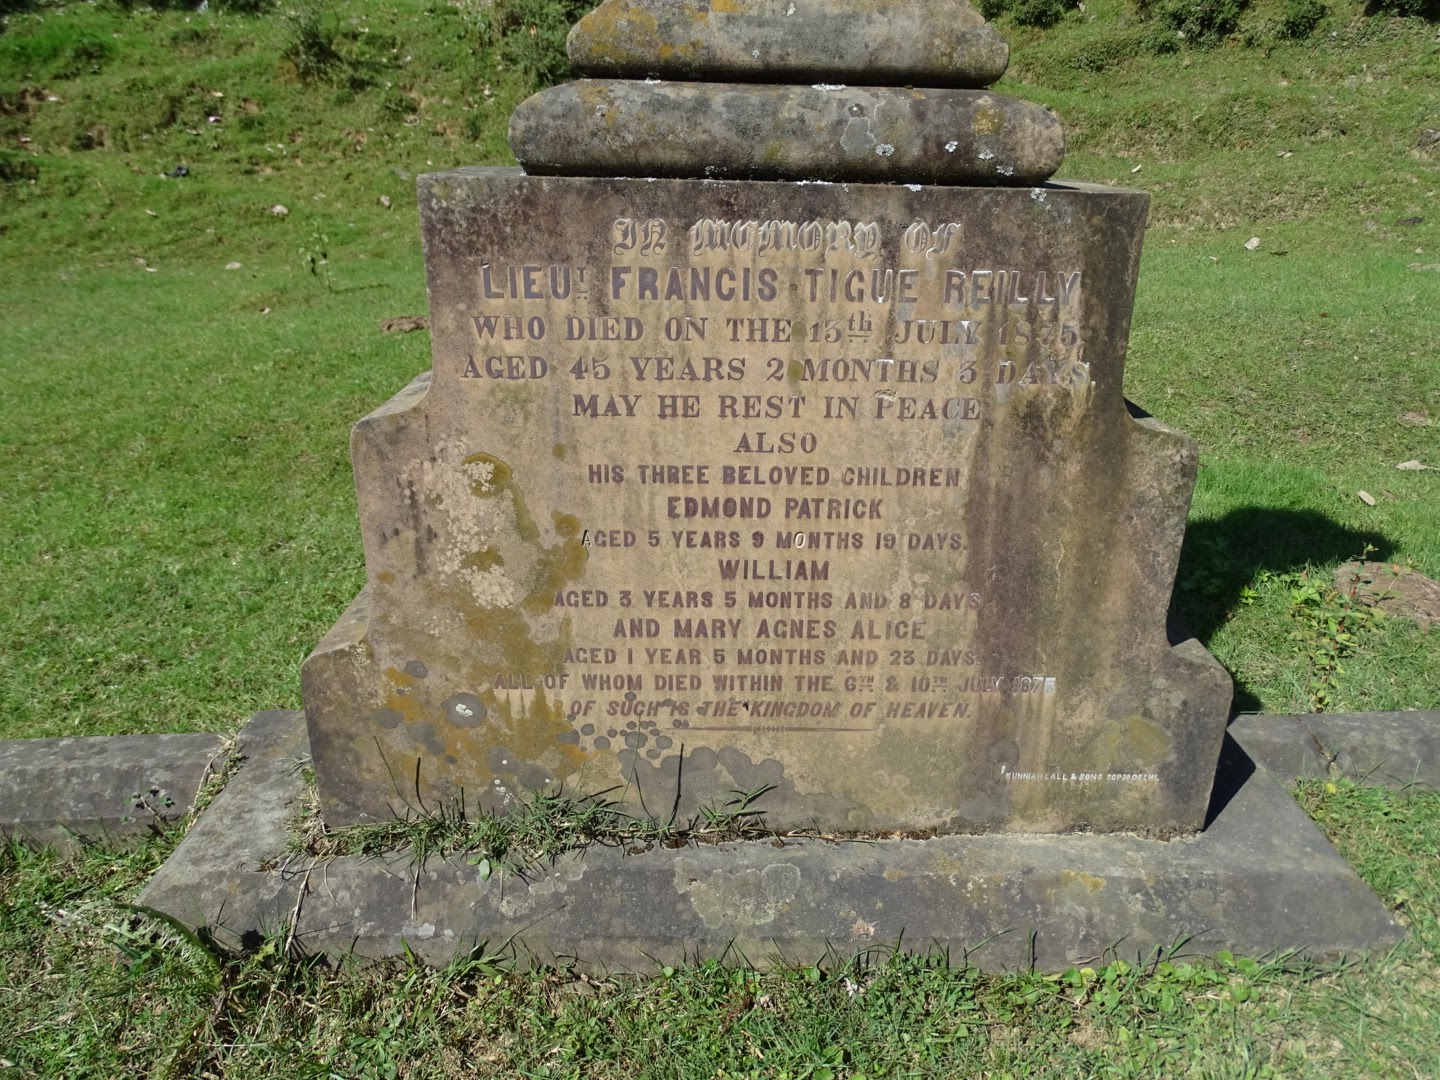 In Memory of
LIEUT FRANCIS TIGUE REILLY
WHO DIED ON THE 13th JULY 1875
AGED 45 YEARS 2 MONTHS 3 DAYS.
MAY HE REST IN PEACE
ALSO
HIS THREE BELOVED CHILDREN
EDMOND PATRICK
AGED 5 YEARS 9 MONTHS 19 DAYS.
WILLIAM
AGED 3 YEARS 5 MONTHS AND 8 DAYS
AND MARY AGNES ALICE
AGED 1 YEAR 5 MONTHS AND 23 DAYS.
ALL OF WHOM DIED WITHIN THE 6TH & 10TH JULY 1875
OF SUCH IS THE KINGDOM OF HEAVEN.
KUNNIAH LALL & SONS DELHI.